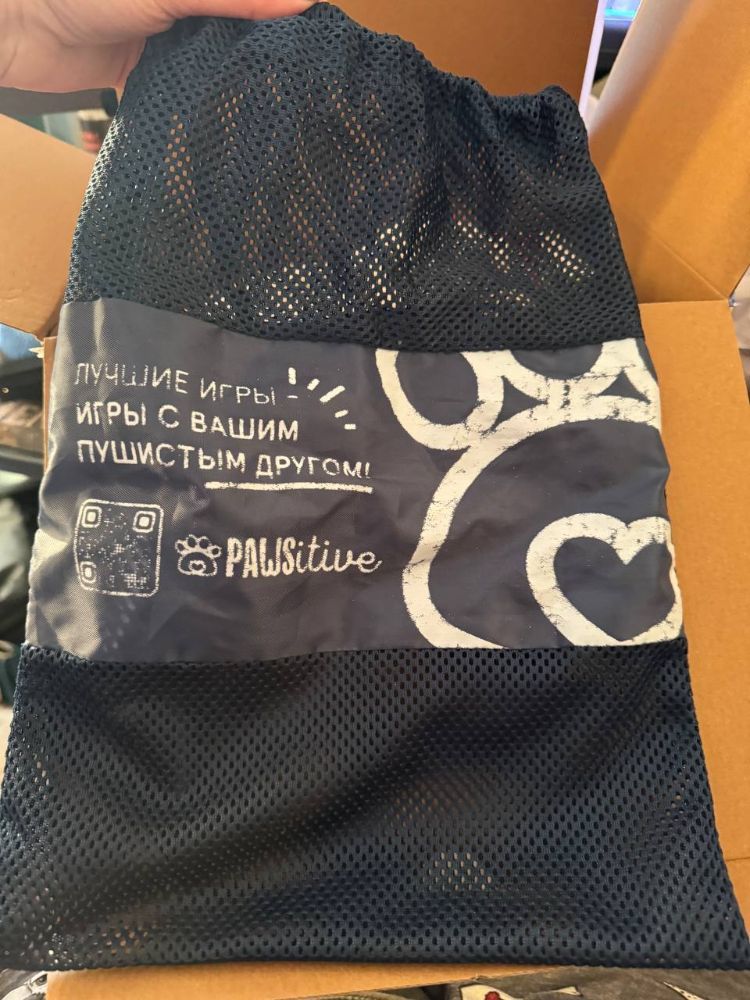 ЛУЧШИЕ ИГРЫ -
ИГРЫ С ВАШИМ
ПУШИСТЫМ ДРУГОМ!
PAWSitive